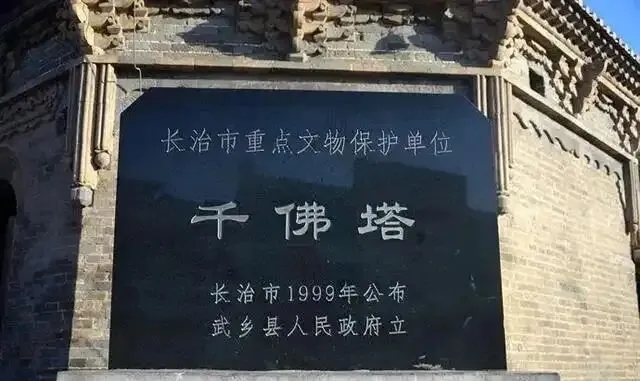 长治市重点文物保护单位
千佛塔
长治市1999年公布
武乡县人民政府立